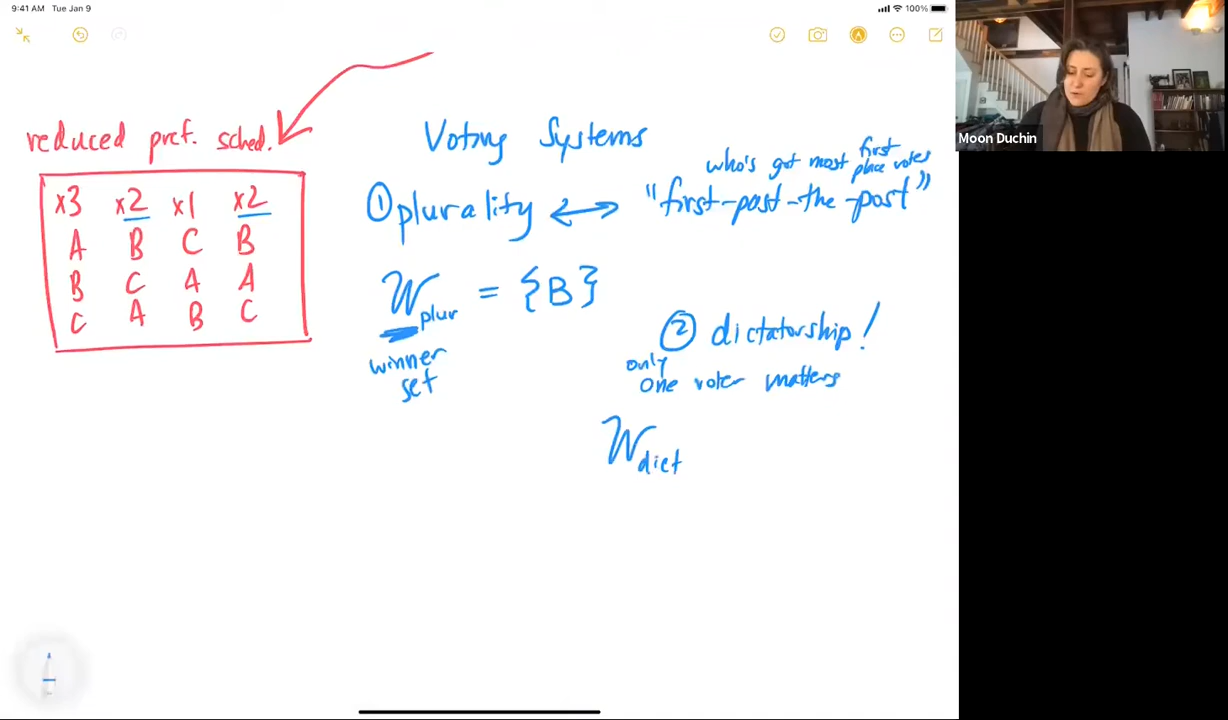 9:41 AM Tue Jan 9
100%
Moon Duchin
reduced pref. sched.
x3 x2 x1 x2
A B C B
B C A A
C A B C
Voting Systems
who's got most first place votes
① plurality ↔ "first-past-the-post"
W plur = {B}
winner
set
② dictatorship!
only
one voter matters
W dict